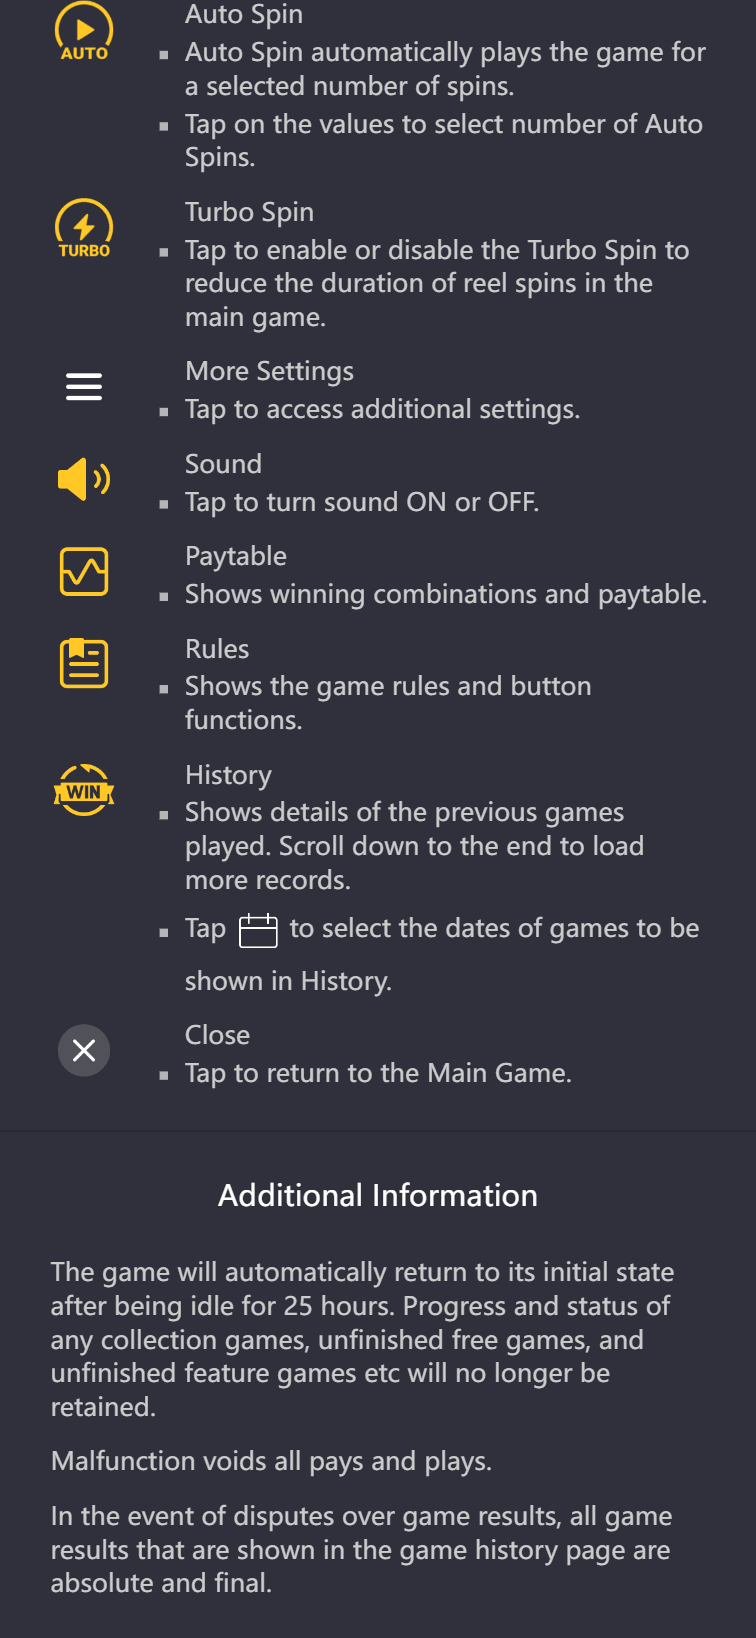 Auto Spin
AUTO
▪ Auto Spin automatically plays the game for
a selected number of spins.
▪ Tap on the values to select number of Auto
Spins.
Turbo Spin
TURBO
▪ Tap to enable or disable the Turbo Spin to
reduce the duration of reel spins in the
main game.
More Settings
▪ Tap to access additional settings.
Sound
▪ Tap to turn sound ON or OFF.
Paytable
▪ Shows winning combinations and paytable.
Rules
▪ Shows the game rules and button
functions.
History
WIN
▪ Shows details of the previous games
played. Scroll down to the end to load
more records.
▪ Tap to select the dates of games to be
shown in History.
Close
▪ Tap to return to the Main Game.
Additional Information
The game will automatically return to its initial state
after being idle for 25 hours. Progress and status of
any collection games, unfinished free games, and
unfinished feature games etc will no longer be
retained.
Malfunction voids all pays and plays.
In the event of disputes over game results, all game
results that are shown in the game history page are
absolute and final.